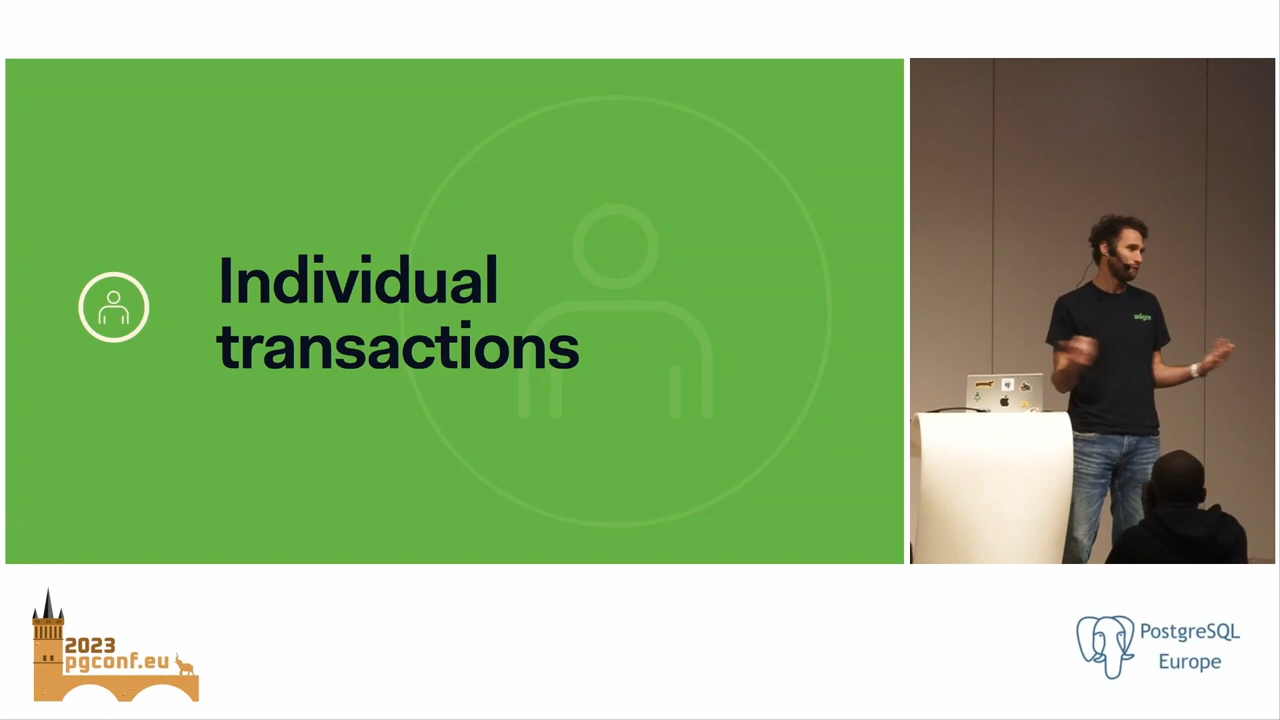 Individual
transactions
2023
pgconf.eu
PostgreSQL
Europe